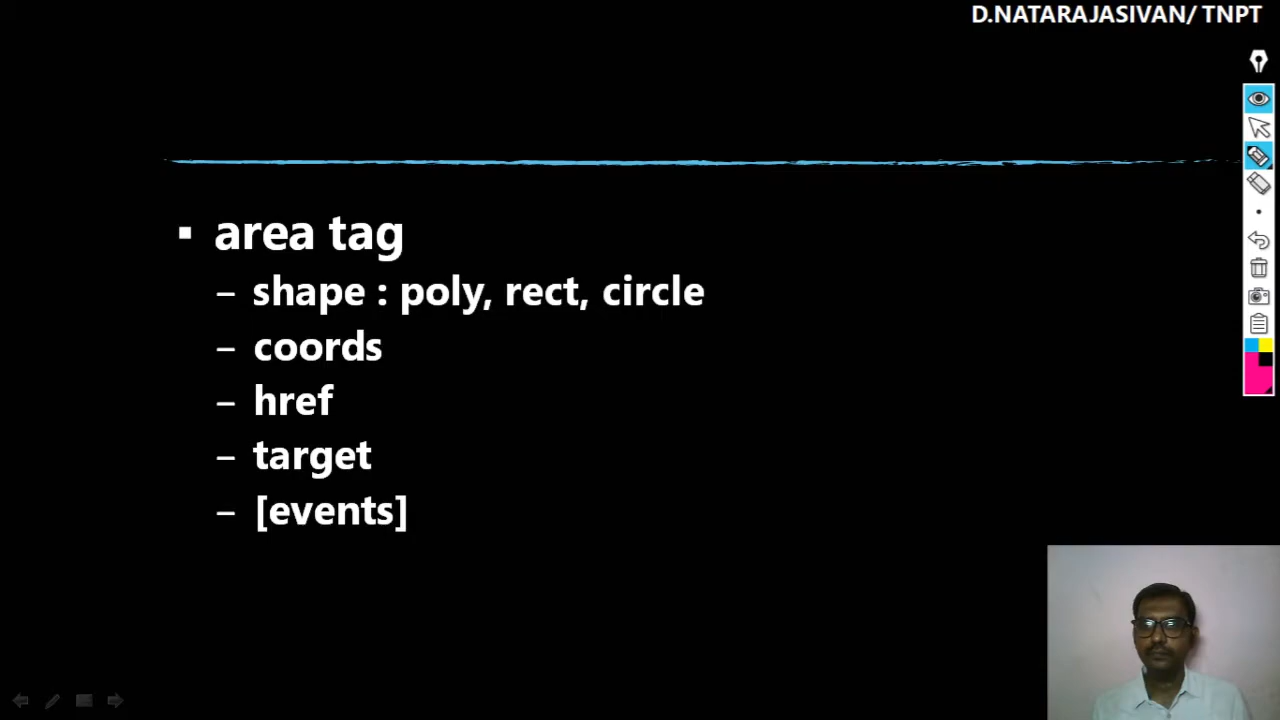 D.NATARAJASIVAN/ TNPT
▪ area tag
– shape : poly, rect, circle
– coords
– href
– target
– [events]